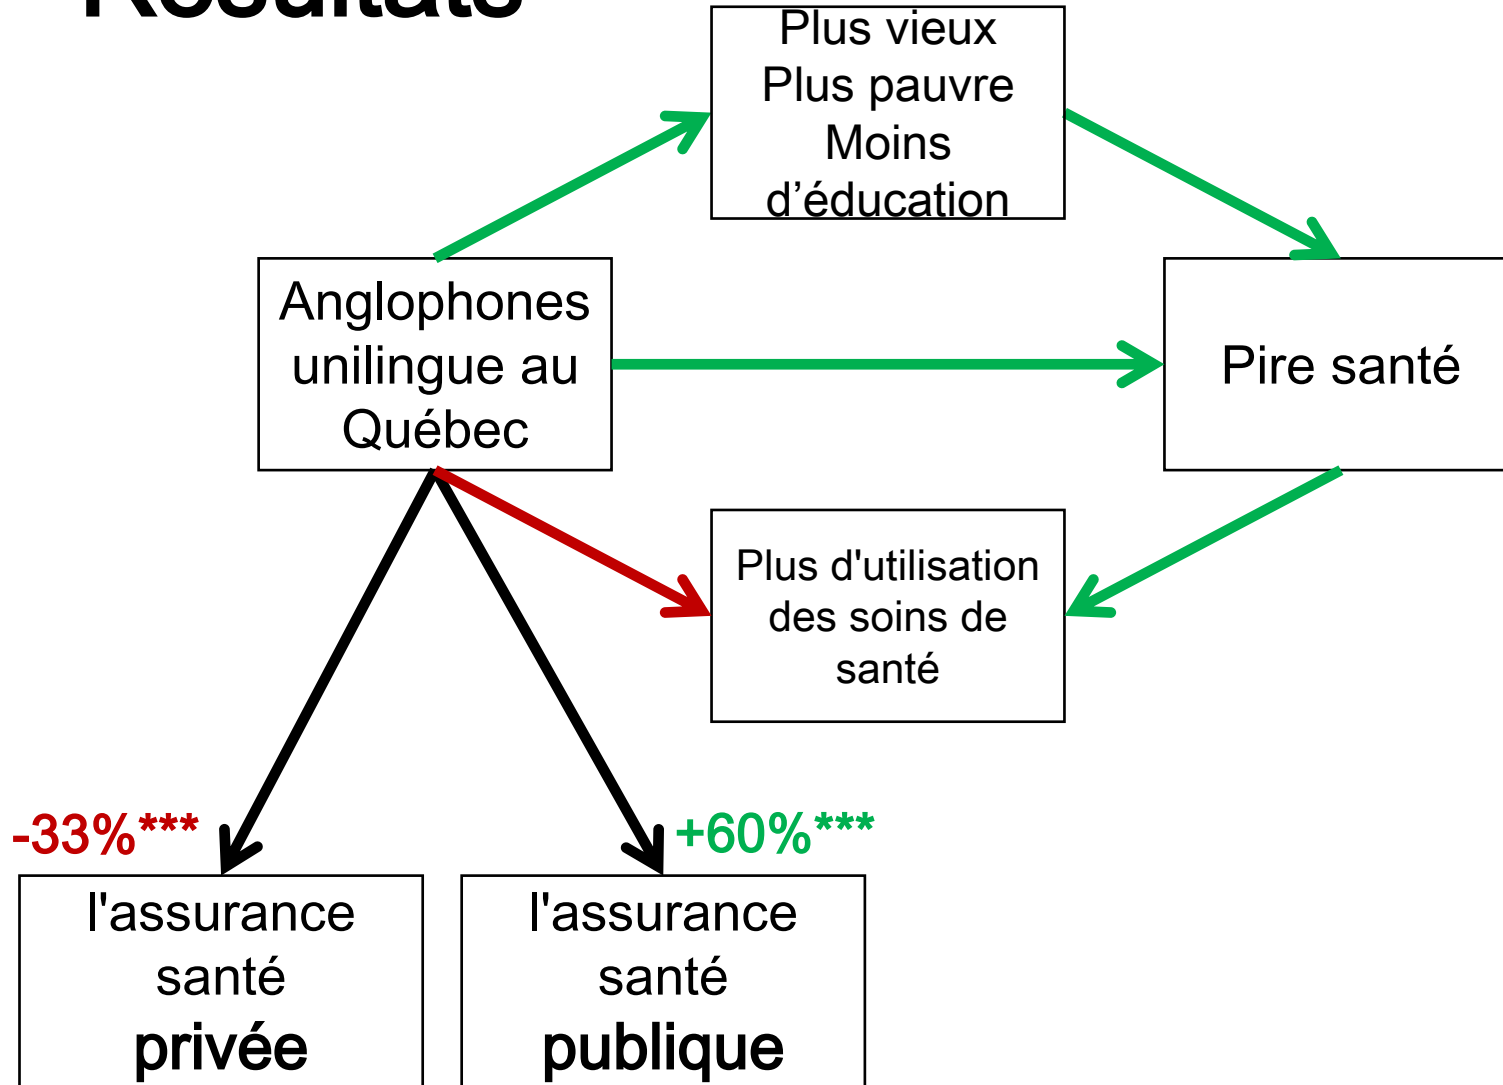 Résultats
Plus vieux
Plus pauvre
Moins
d’éducation
Anglophones
unilingue au
Québec
Pire santé
Plus d'utilisation
des soins de
santé
-33%***
+60%***
l'assurance
santé
privée
l'assurance
santé
publique